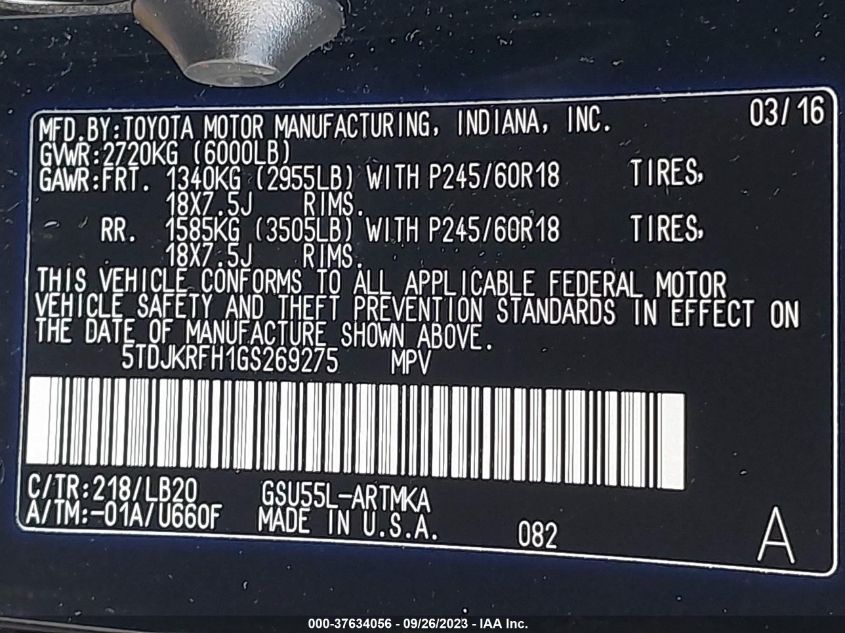 03/16
MFD.BY:TOYOTA MOTOR MANUFACTURING, INDIANA, INC.
GVWR:2720KG (6000LB)
GAWR:FRT. 1340KG (2955LB) WITH P245/60R18 TIRES,
18X7.5J RIMS.
RR. 1585KG (3505LB) WITH P245/60R18 TIRES,
18X7.5J RIMS.
THIS VEHICLE CONFORMS TO ALL APPLICABLE FEDERAL MOTOR
VEHICLE SAFETY AND THEFT PREVENTION STANDARDS IN EFFECT ON
THE DATE OF MANUFACTURE SHOWN ABOVE.
5TDJKRFH1GS269275 MPV
C/TR:218/LB20 GSU55L-ARTMKA
A/TM:-01A/U660F MADE IN U.S.A. 082 A
000-37634056 - 09/26/2023 - IAA Inc.